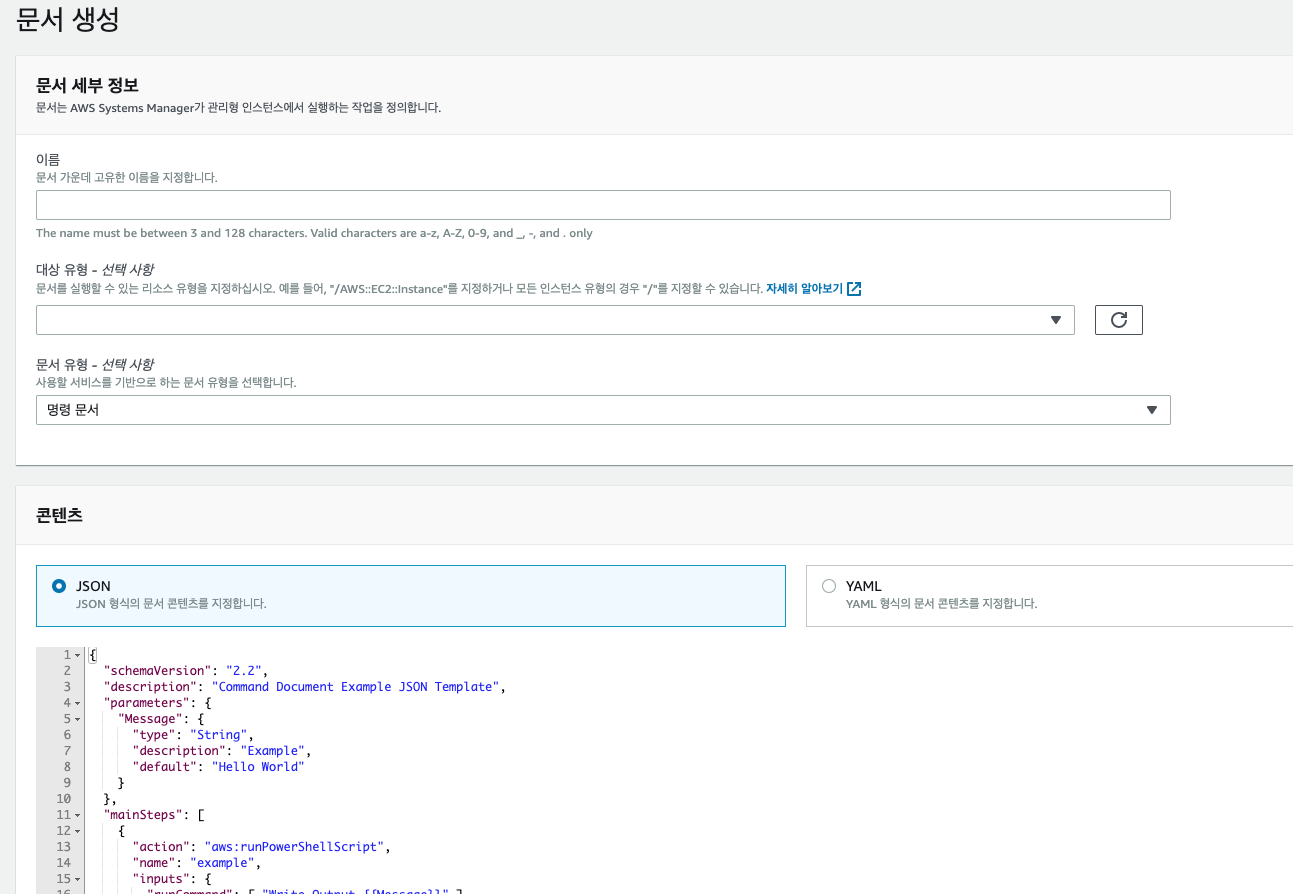 문서 생성
문서 세부 정보
문서는 AWS Systems Manager가 관리형 인스턴스에서 실행하는 작업을 정의합니다.
이름
문서 가운데 고유한 이름을 지정합니다.
The name must be between 3 and 128 characters. Valid characters are a-z, A-Z, 0-9, and _, -, and . only
대상 유형 - 선택 사항
문서를 실행할 수 있는 리소스 유형을 지정하십시오. 예를 들어, "/AWS::EC2::Instance"를 지정하거나 모든 인스턴스 유형의 경우 "/"를 지정할 수 있습니다. 자세히 알아보기
문서 유형 - 선택 사항
사용할 서비스를 기반으로 하는 문서 유형을 선택합니다.
명령 문서
콘텐츠
JSON
JSON 형식의 문서 콘텐츠를 지정합니다.
YAML
YAML 형식의 문서 콘텐츠를 지정합니다.
1 {
2 "schemaVersion": "2.2",
3 "description": "Command Document Example JSON Template",
4 "parameters": {
5 "Message": {
6 "type": "String",
7 "description": "Example",
8 "default": "Hello World"
9 }
10 },
11 "mainSteps": [
12 {
13 "action": "aws:runPowerShellScript",
14 "name": "example",
15 "inputs": {
16 "runCommand": [ "Write-Output {{Message}}" ]